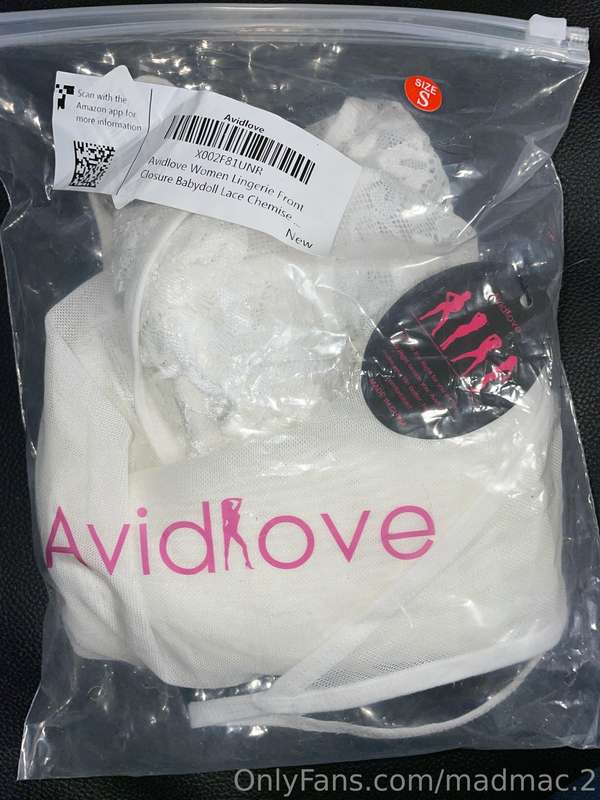 SIZE
S
Scan with the
Amazon app for
more information
Avidlove
X002F81UNR
Avidlove Women Lingerie Front
Closure Babydoll Lace Chemise ...
New
Avidlove
Avidlove
OnlyFans.com/madmac.2